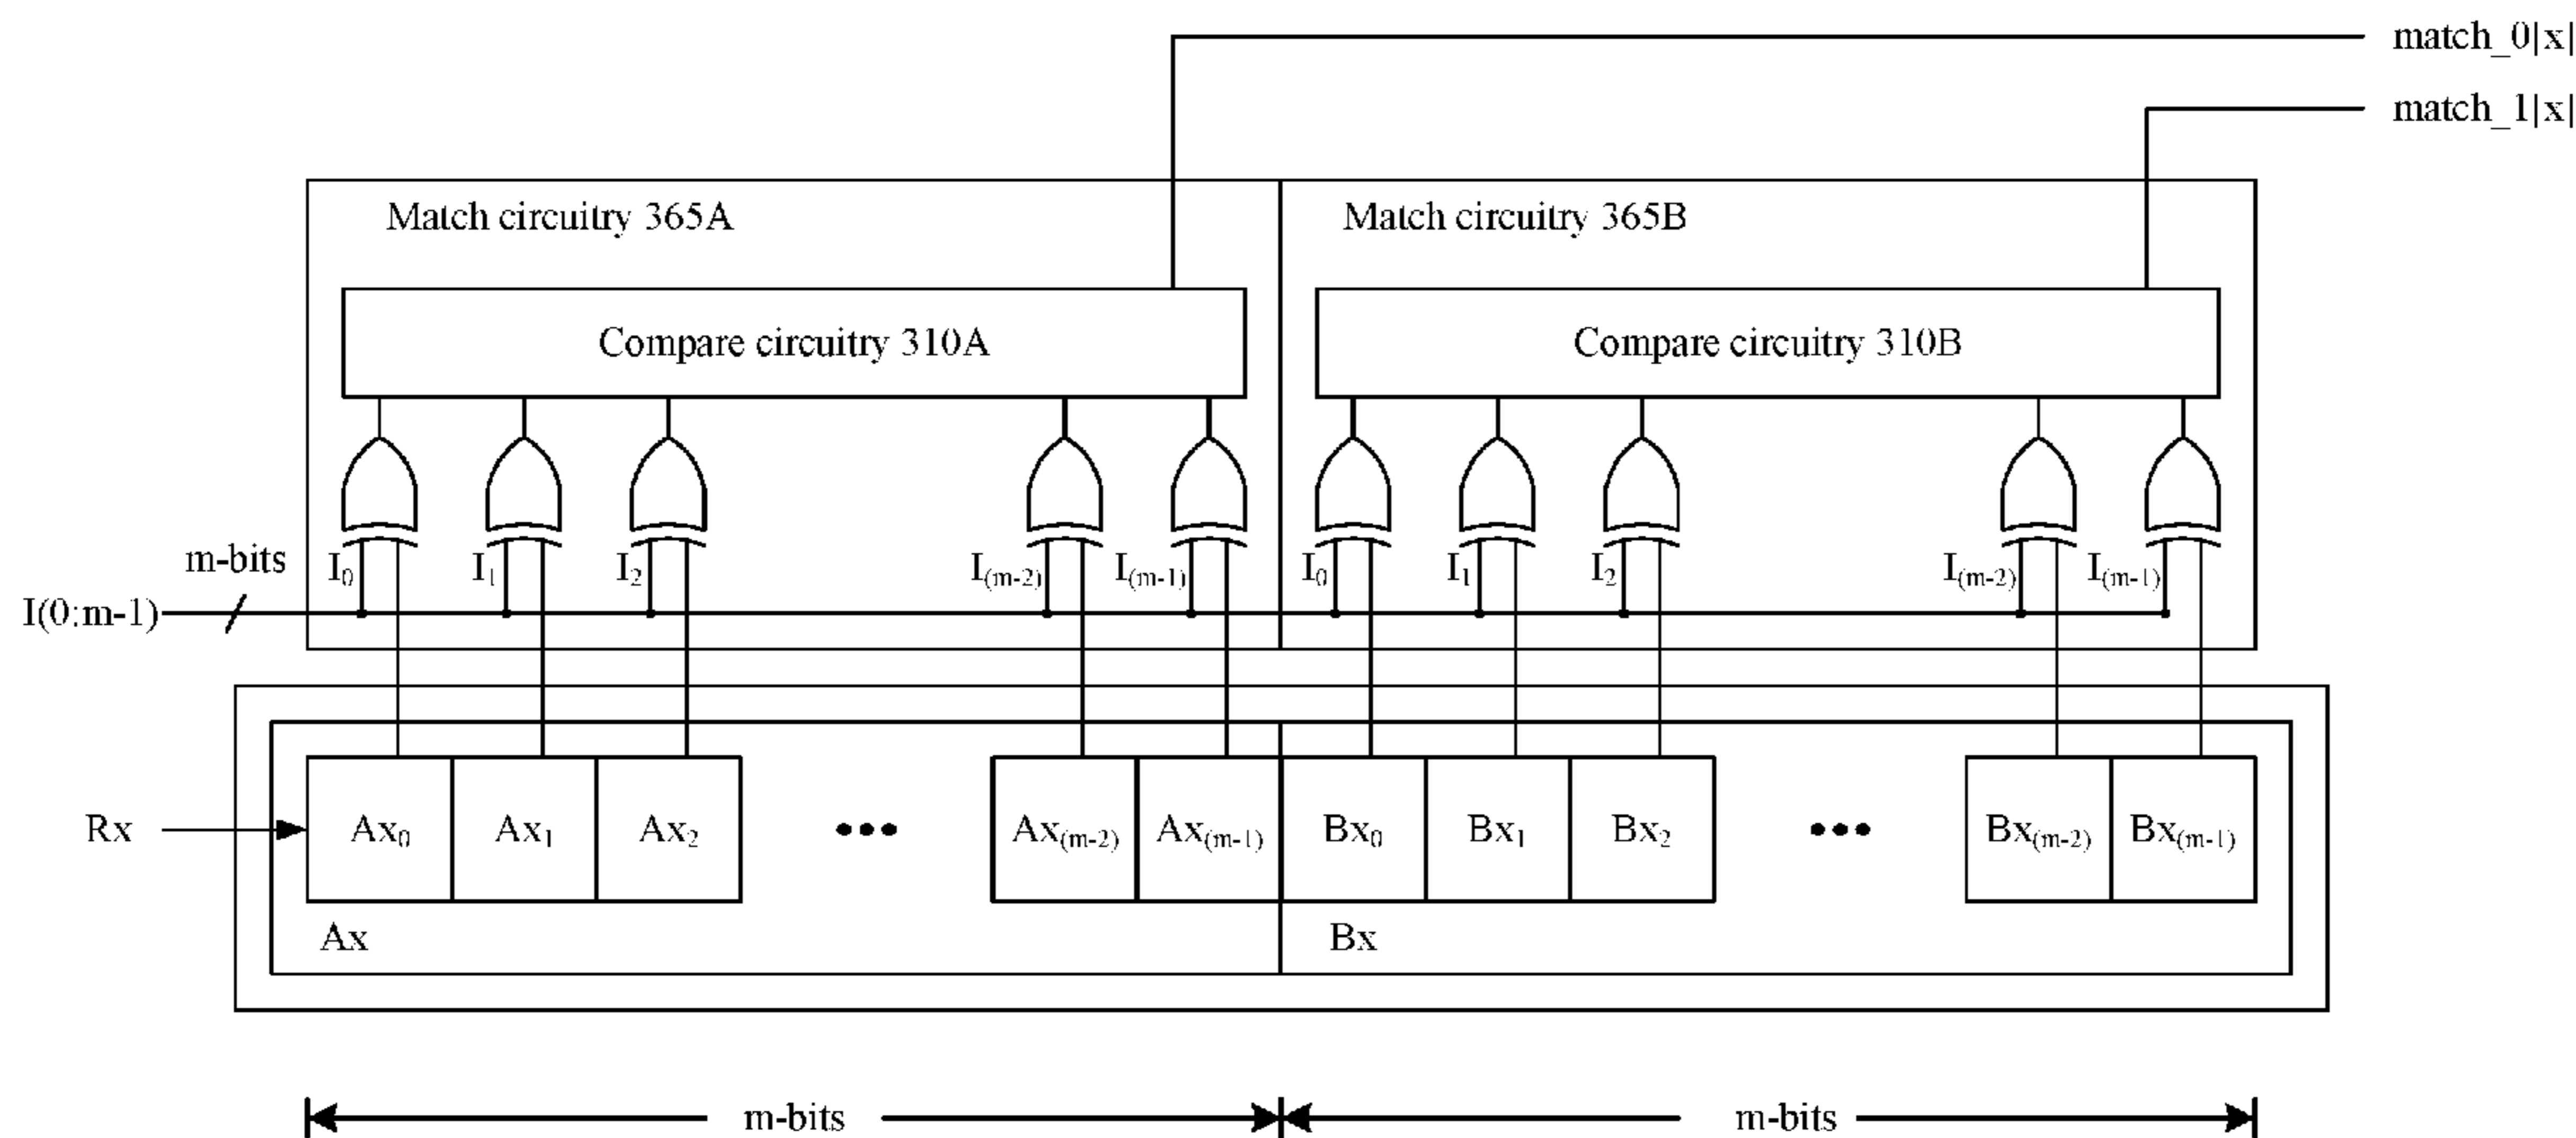 match_0|x|
match_1|x|
Match circuitry 365A
Match circuitry 365B
Compare circuitry 310A
Compare circuitry 310B
m-bits
I₀ I₁ I₂ I₍ₘ₋₂₎ I₍ₘ₋₁₎ I₀ I₁ I₂ I₍ₘ₋₂₎ I₍ₘ₋₁₎
I(0:m-1)
Rx Ax₀ Ax₁ Ax₂ ••• Ax₍ₘ₋₂₎ Ax₍ₘ₋₁₎ Bx₀ Bx₁ Bx₂ ••• Bx₍ₘ₋₂₎ Bx₍ₘ₋₁₎
Ax
Bx
m-bits
m-bits